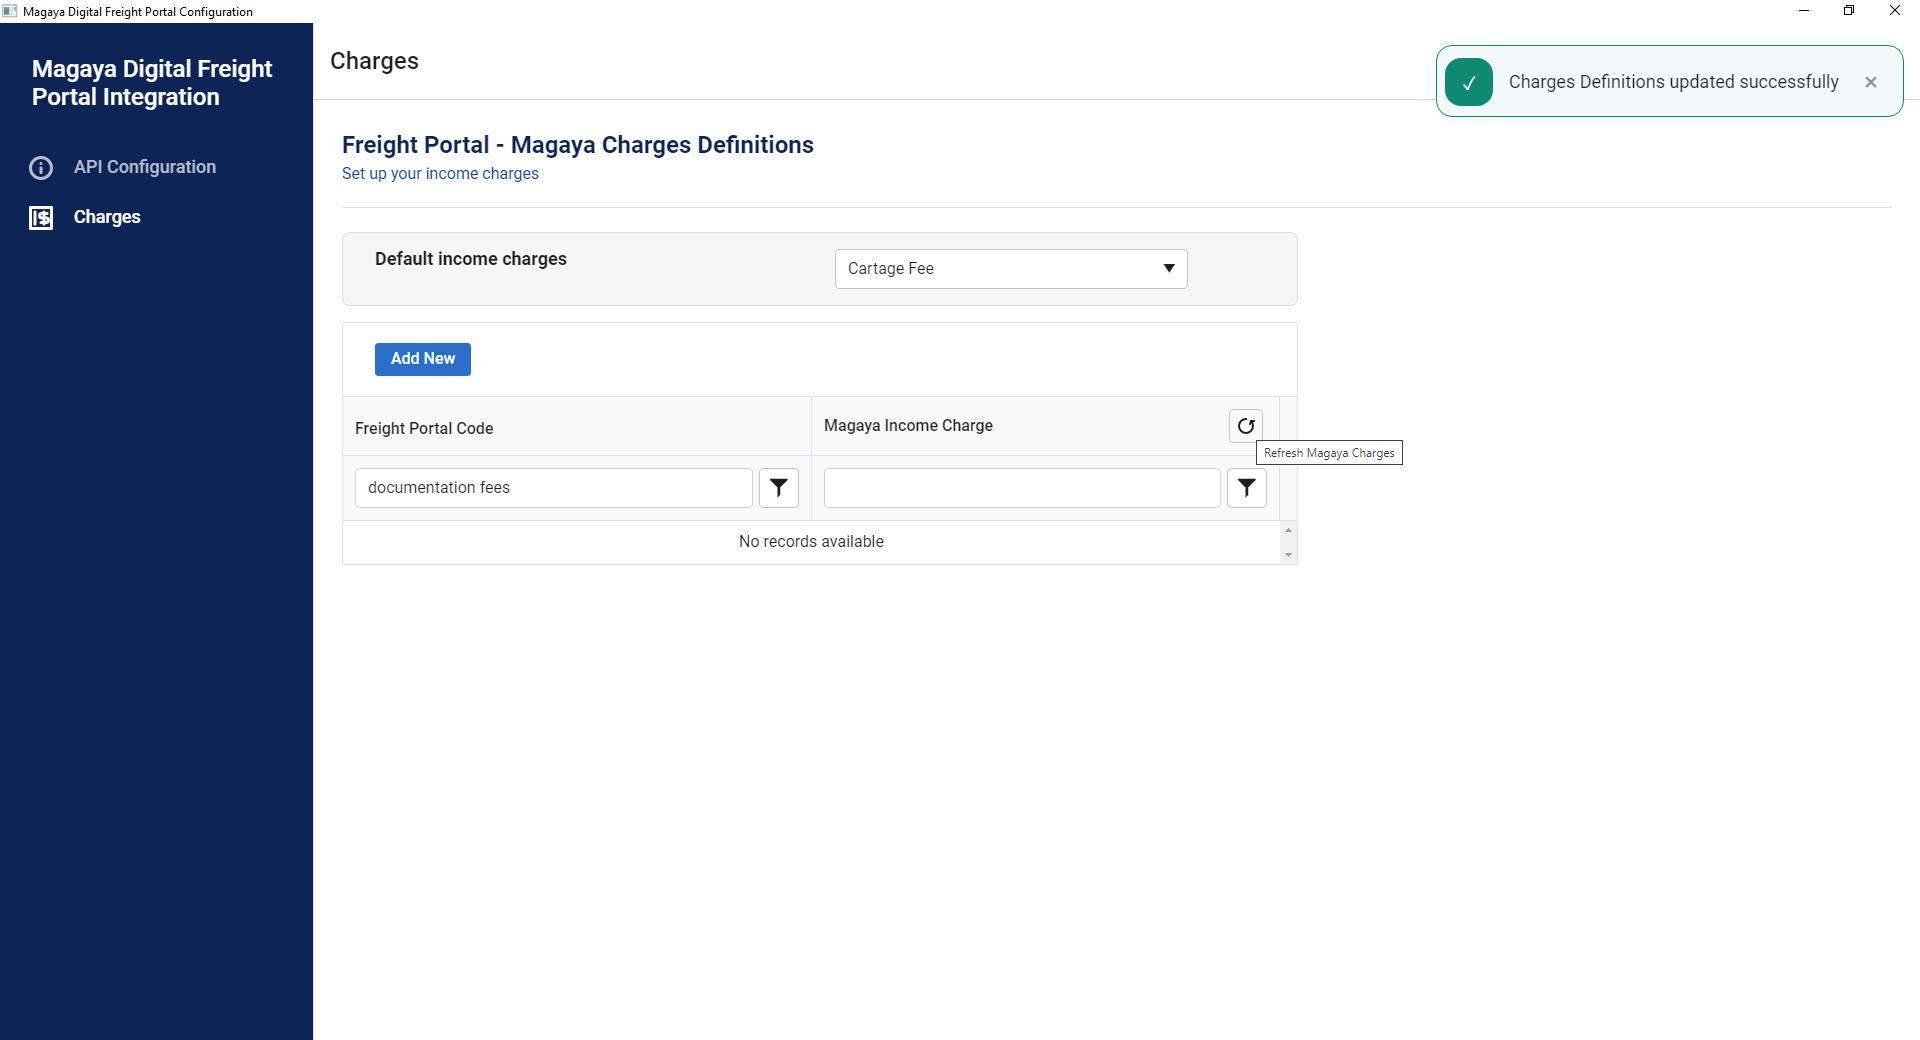 Magaya Digital Freight Portal Configuration
Magaya Digital Freight
Portal Integration
API Configuration
Charges
Charges
Charges Definitions updated successfully
Freight Portal - Magaya Charges Definitions
Set up your income charges
Default income charges
Cartage Fee
Add New
Freight Portal Code
Magaya Income Charge
Refresh Magaya Charges
documentation fees
No records available